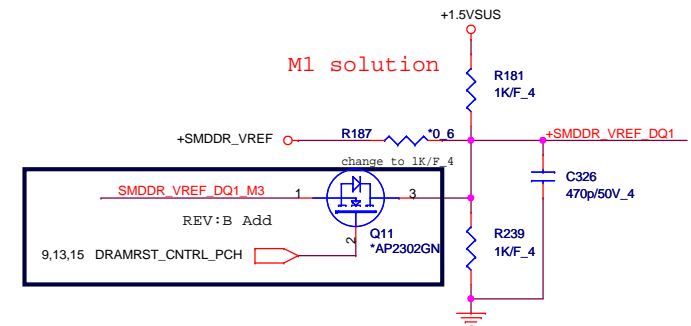 +1.5VSUS
M1 solution
R181
1K/F_4
+SMDDR_VREF
R187
*0_6
+SMDDR_VREF_DQ1
change to 1K/F_4
C326
470p/50V_4
SMDDR_VREF_DQ1_M3
1
3
REV:B Add
2
Q11
*AP2302GN
R239
1K/F_4
9,13,15 DRAMRST_CNTRL_PCH